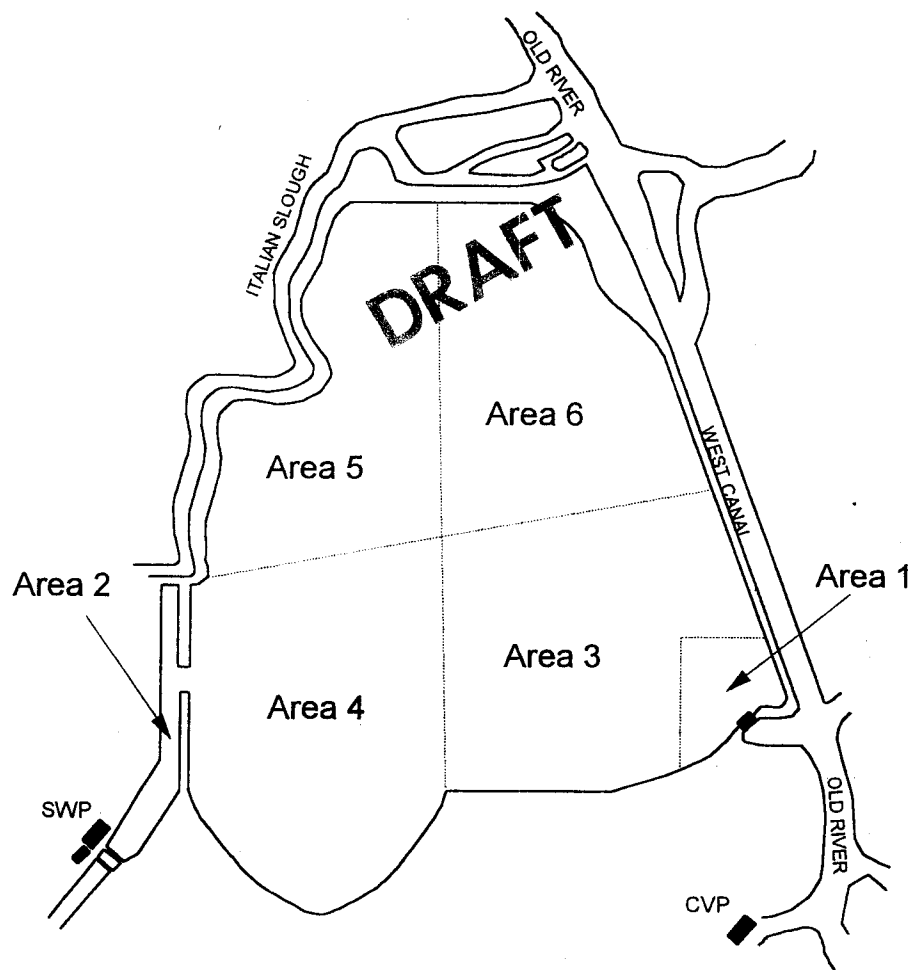 OLD RIVER
ITALIAN SLOUGH
DRAFT
Area 6
Area 5
WEST CANAL
Area 2
Area 1
Area 3
Area 4
SWP
OLD RIVER
CVP